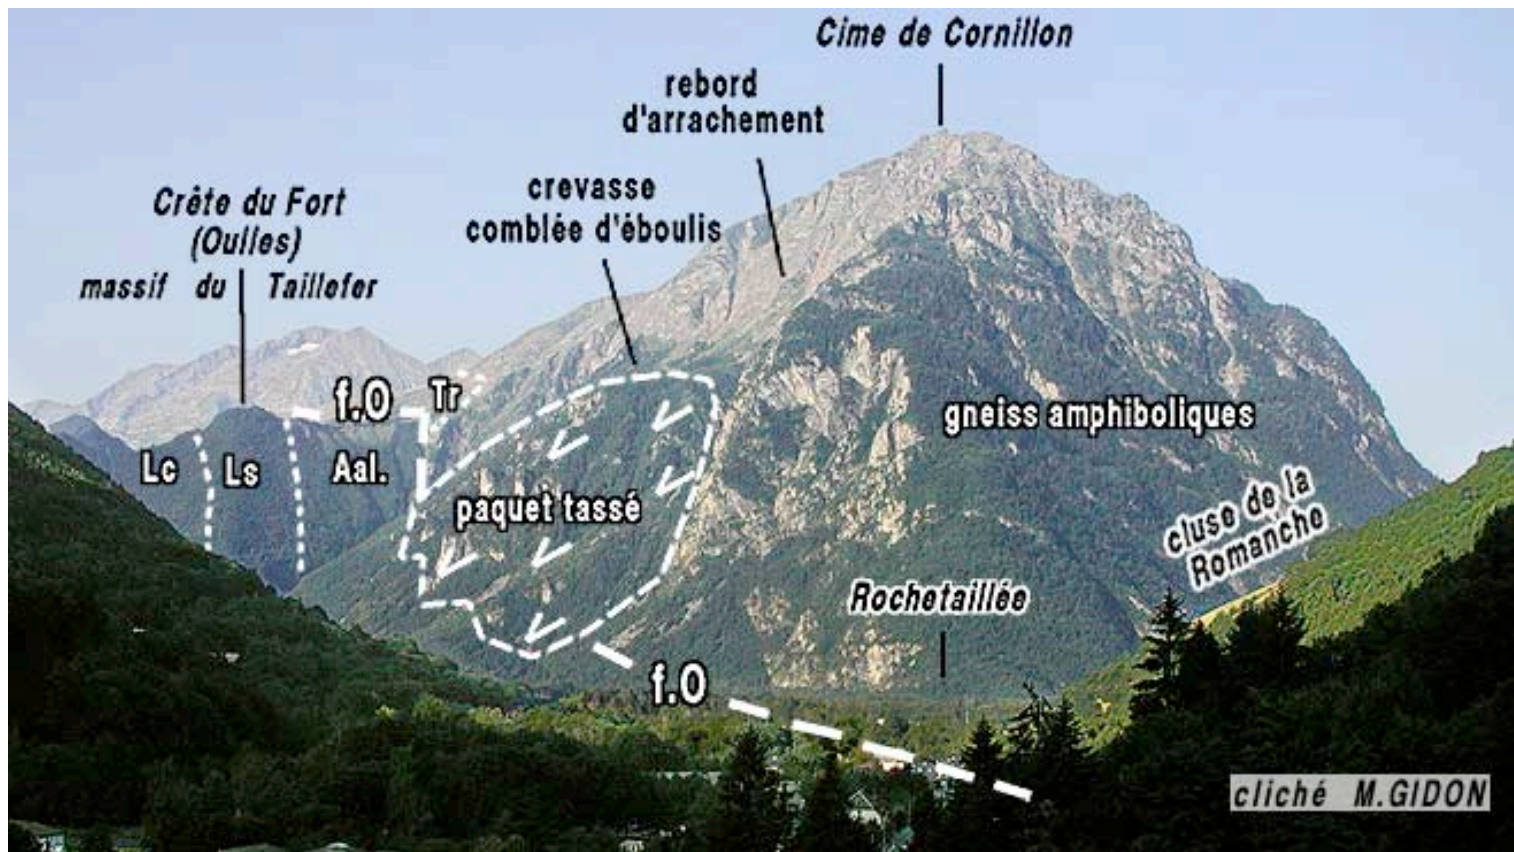 Cime de Cornillon
rebord
d'arrachement
crevasse
comblée d'éboulis
Crête du Fort
(Oulles)
massif du Taillefer
f.O
Tr
Lc
Ls
Aal.
paquet tassé
gneiss amphiboliques
cluse de la
Romanche
Rochetaillée
f.O
cliché M.GIDON